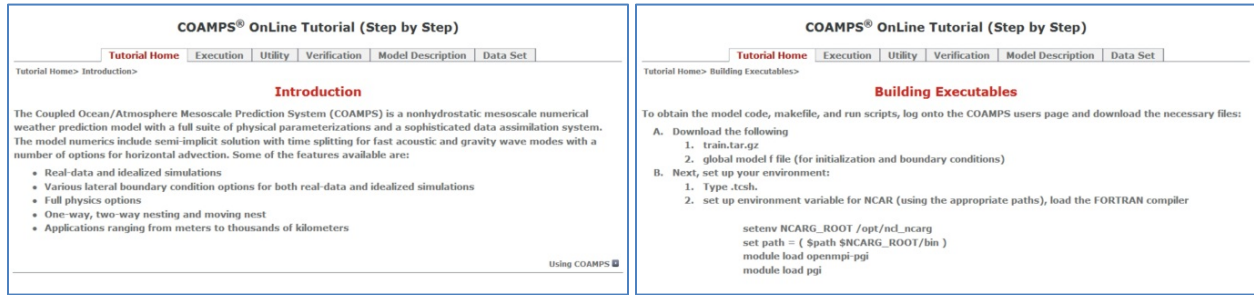 COAMPS® OnLine Tutorial (Step by Step)
Tutorial Home Execution Utility Verification Model Description Data Set
Tutorial Home> Introduction>
Introduction
The Coupled Ocean/Atmosphere Mesoscale Prediction System (COAMPS) is a nonhydrostatic mesoscale numerical
weather prediction model with a full suite of physical parameterizations and a sophisticated data assimilation system.
The model numerics include semi-implicit solution with time splitting for fast acoustic and gravity wave modes with a
number of options for horizontal advection. Some of the features available are:
• Real-data and idealized simulations
• Various lateral boundary condition options for both real-data and idealized simulations
• Full physics options
• One-way, two-way nesting and moving nest
• Applications ranging from meters to thousands of kilometers
Using COAMPS
COAMPS® OnLine Tutorial (Step by Step)
Tutorial Home Execution Utility Verification Model Description Data Set
Tutorial Home> Building Executables>
Building Executables
To obtain the model code, makefile, and run scripts, log onto the COAMPS users page and download the necessary files:
A. Download the following
1. train.tar.gz
2. global model f file (for initialization and boundary conditions)
B. Next, set up your environment:
1. Type .tcsh.
2. set up environment variable for NCAR (using the appropriate paths), load the FORTRAN compiler
setenv NCARG_ROOT /opt/ncl_ncarg
set path = ( $path $NCARG_ROOT/bin )
module load openmpi-pgi
module load pgi